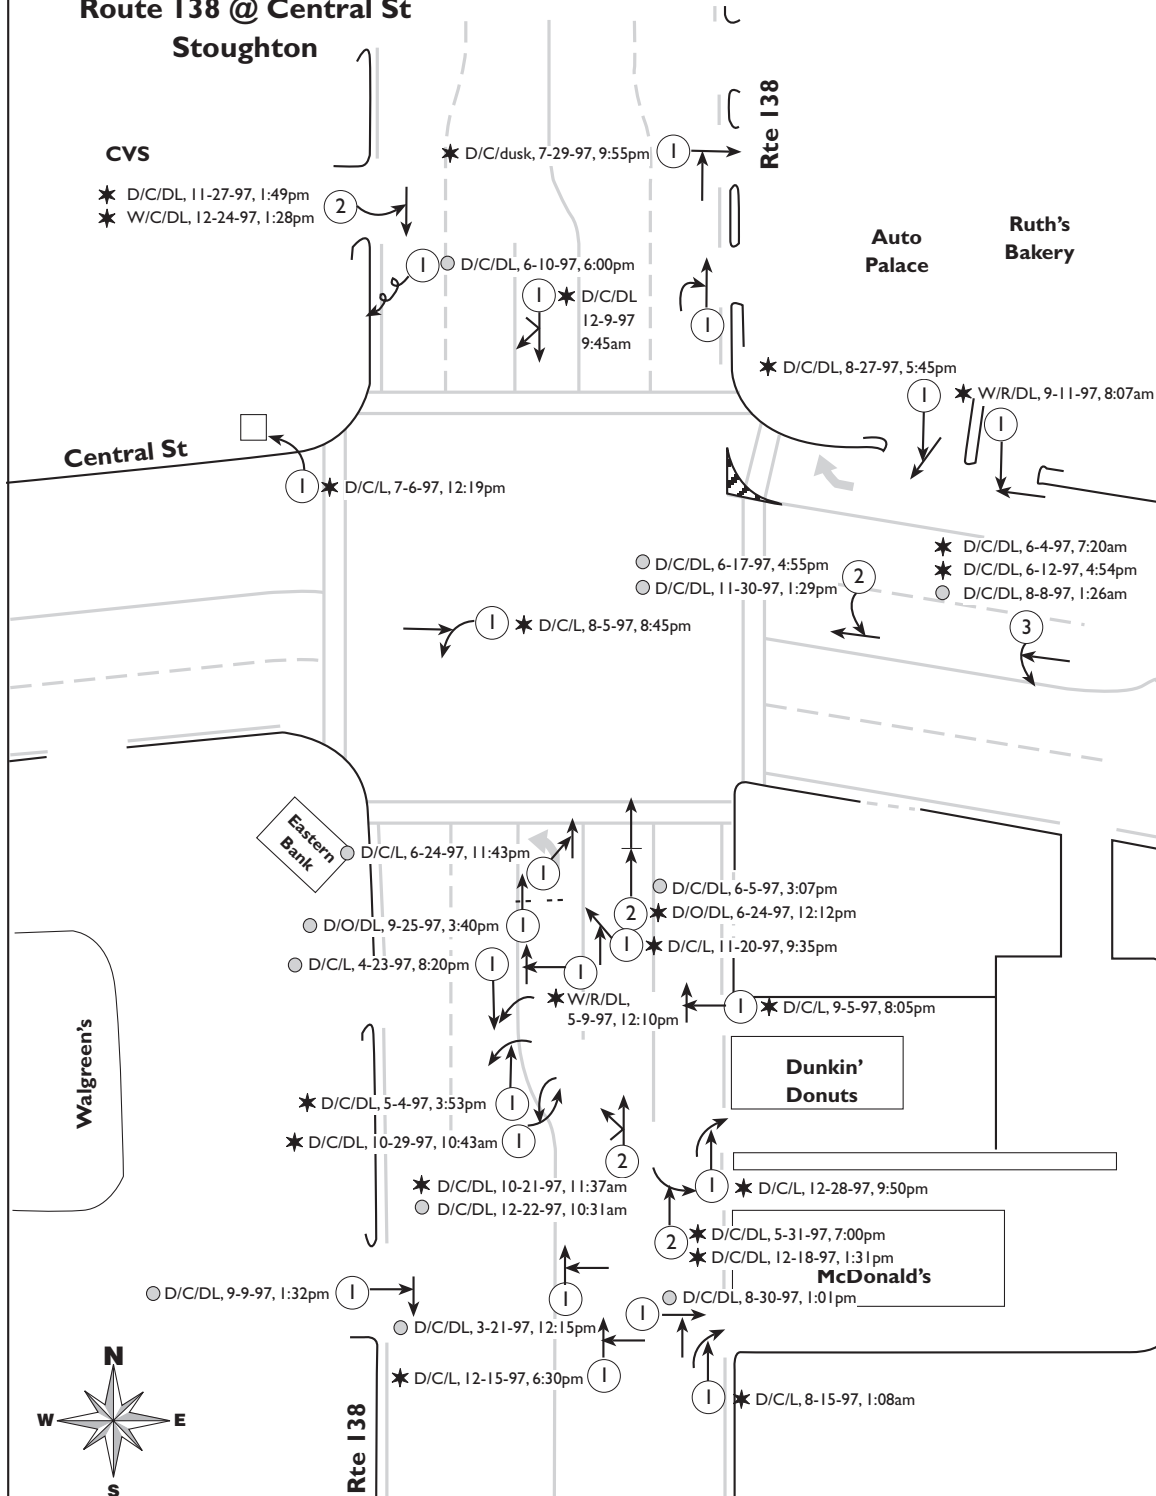 Route 138 @ Central St
Stoughton
Rte 138
CVS
D/C/dusk, 7-29-97, 9:55pm
1
D/C/DL, 11-27-97, 1:49pm
W/C/DL, 12-24-97, 1:28pm
2
Auto
Palace
Ruth's
Bakery
1
D/C/DL, 6-10-97, 6:00pm
1
D/C/DL
12-9-97
9:45am
1
D/C/DL, 8-27-97, 5:45pm
1
W/R/DL, 9-11-97, 8:07am
1
Central St
1
D/C/L, 7-6-97, 12:19pm
D/C/DL, 6-17-97, 4:55pm
D/C/DL, 11-30-97, 1:29pm
2
D/C/DL, 6-4-97, 7:20am
D/C/DL, 6-12-97, 4:54pm
D/C/DL, 8-8-97, 1:26am
3
1
D/C/L, 8-5-97, 8:45pm
Eastern
Bank
D/C/L, 6-24-97, 11:43pm
1
D/C/DL, 6-5-97, 3:07pm
2
D/O/DL, 6-24-97, 12:12pm
D/O/DL, 9-25-97, 3:40pm
1
1
D/C/L, 11-20-97, 9:35pm
D/C/L, 4-23-97, 8:20pm
1
1
W/R/DL,
5-9-97, 12:10pm
1
D/C/L, 9-5-97, 8:05pm
Walgreen's
Dunkin'
Donuts
D/C/DL, 5-4-97, 3:53pm
1
D/C/DL, 10-29-97, 10:43am
1
2
D/C/DL, 10-21-97, 11:37am
D/C/DL, 12-22-97, 10:31am
1
D/C/L, 12-28-97, 9:50pm
2
D/C/DL, 5-31-97, 7:00pm
D/C/DL, 12-18-97, 1:31pm
McDonald's
D/C/DL, 9-9-97, 1:32pm
1
1
D/C/DL, 8-30-97, 1:01pm
1
D/C/DL, 3-21-97, 12:15pm
D/C/L, 12-15-97, 6:30pm
1
1
D/C/L, 8-15-97, 1:08am
Rte 138
N
W
E
S